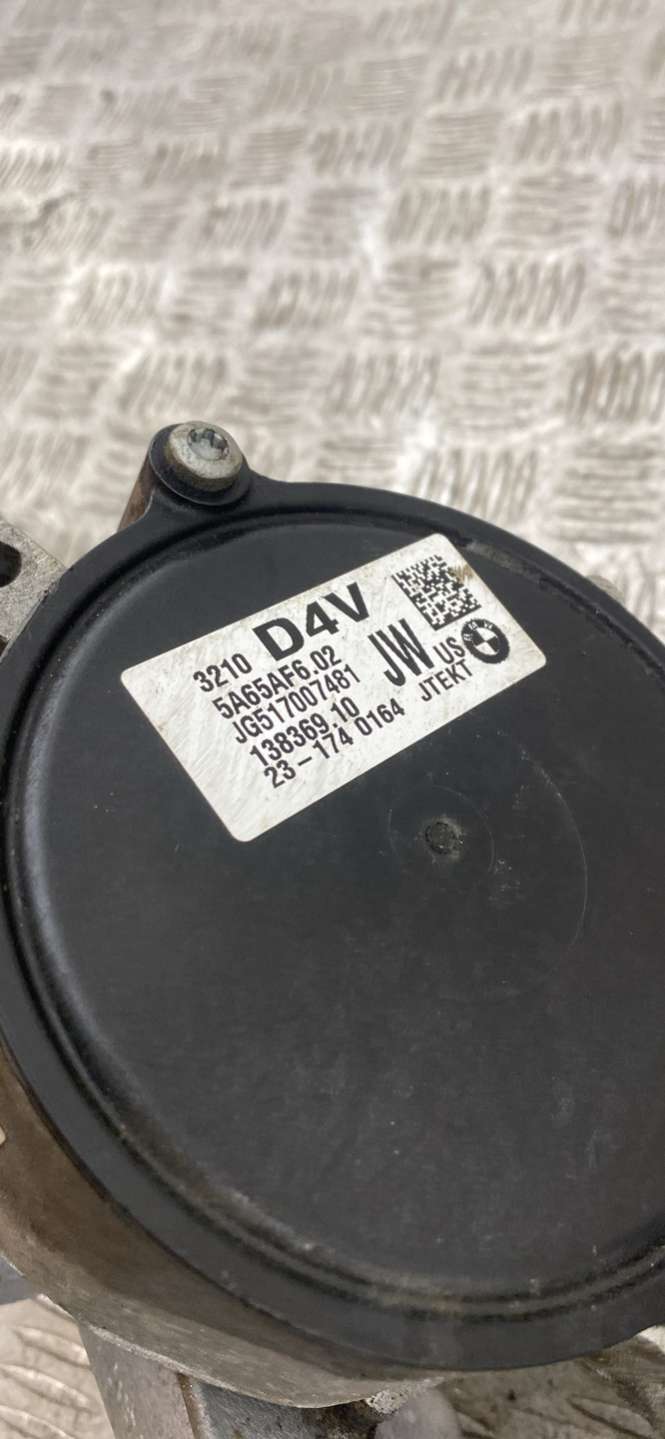 3210 D4V
5A65AF6.02
JG517007481 JW US
138369.10
23-174 0164 JTEKT